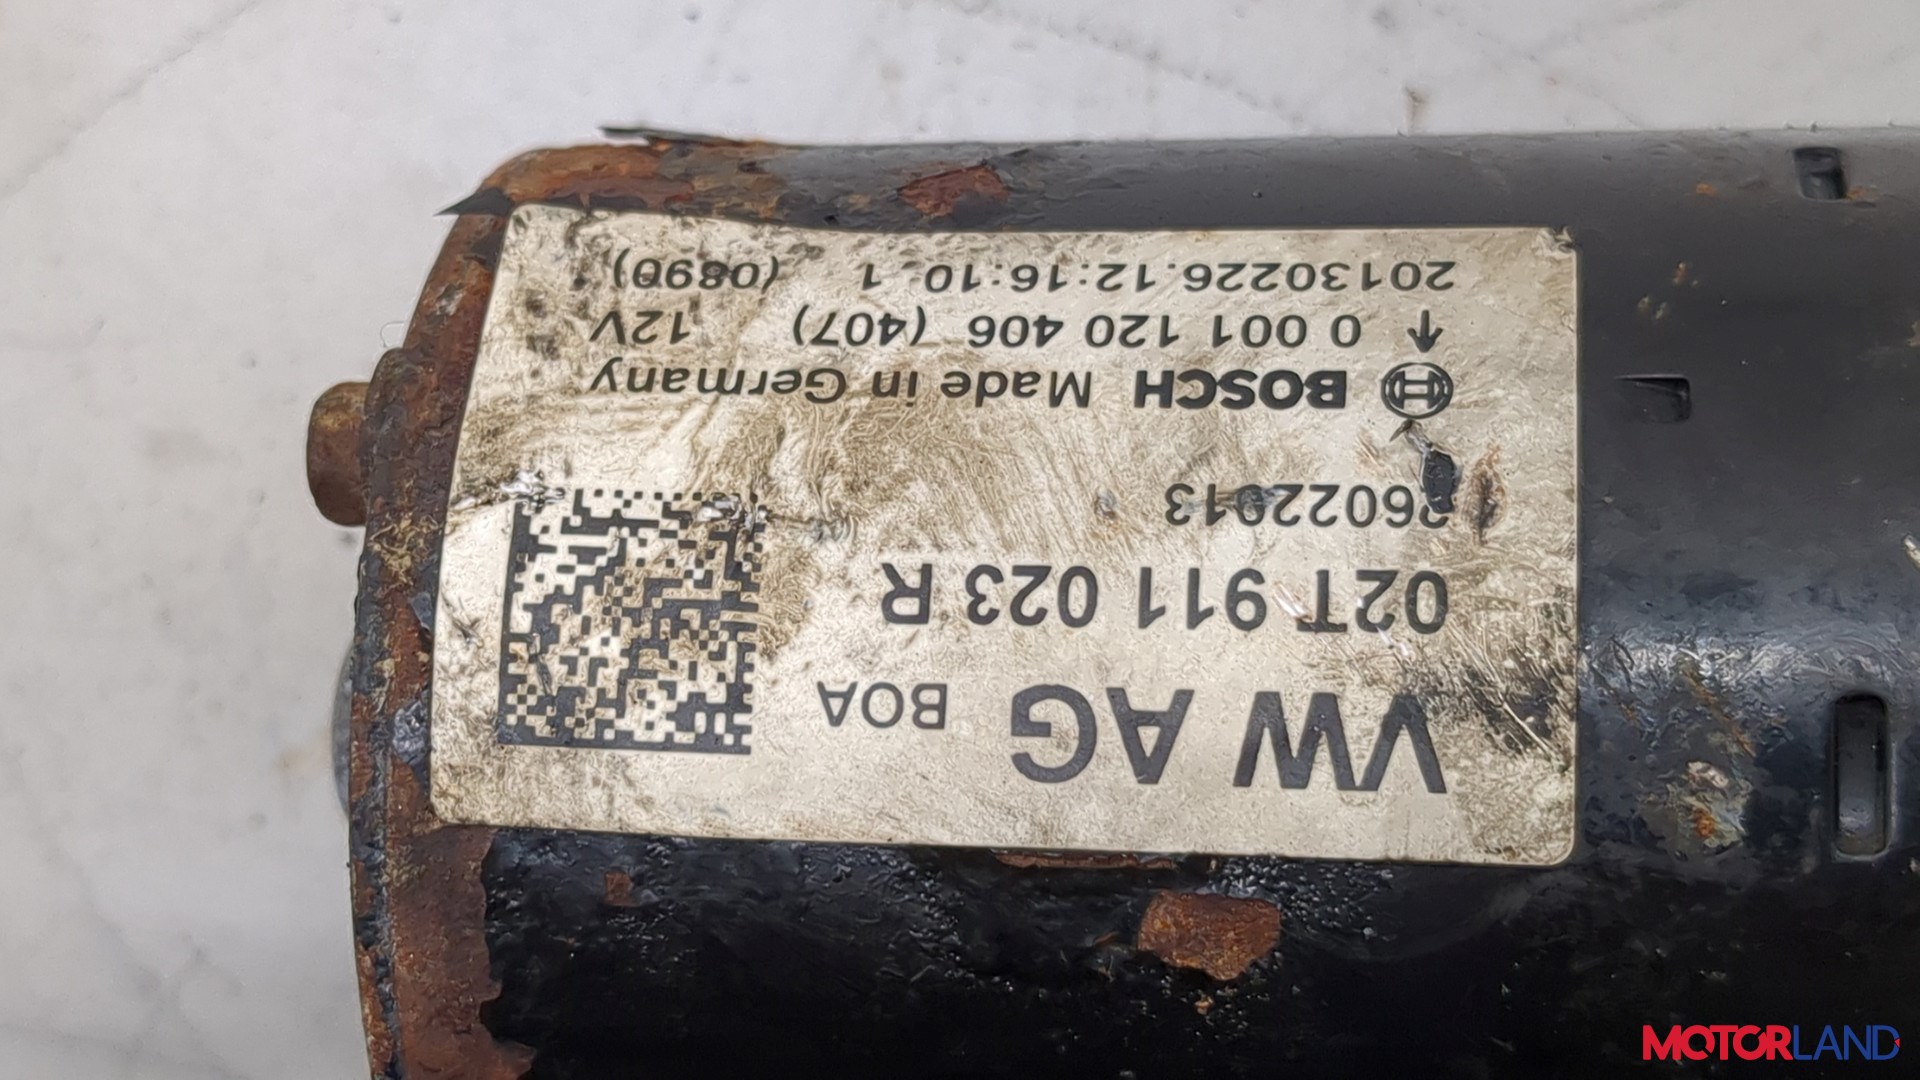 VW AG BOA
02T 911 023 R
26022013
BOSCH Made in Germany
↑ 0 001 120 406 (407) 12V
20130226.12:16:10 1 (0890)
MOTORLAND